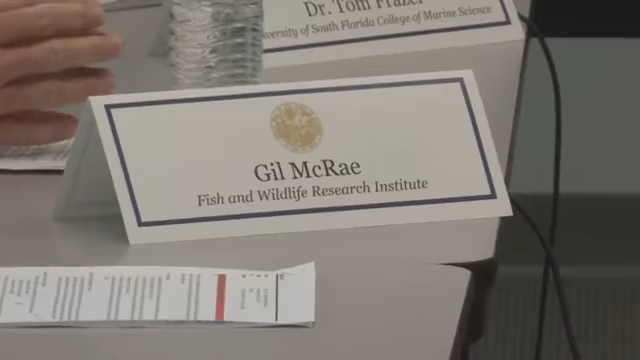 Dr. Tom Frazer
University of South Florida College of Marine Science
Gil McRae
Fish and Wildlife Research Institute